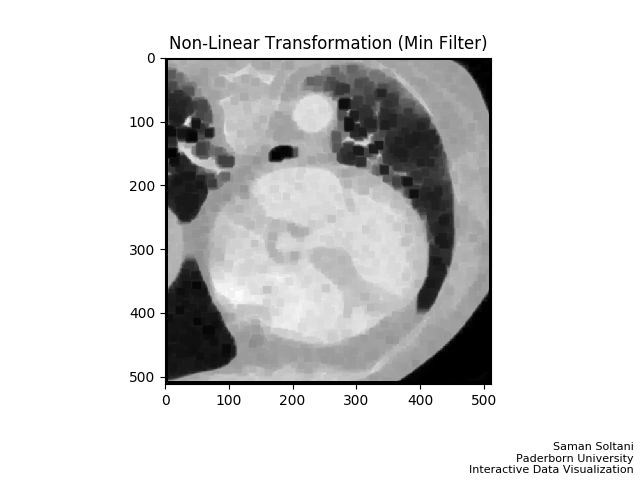 Non-Linear Transformation (Min Filter)
0
100
200
300
400
500
0 100 200 300 400 500
Saman Soltani
Paderborn University
Interactive Data Visualization